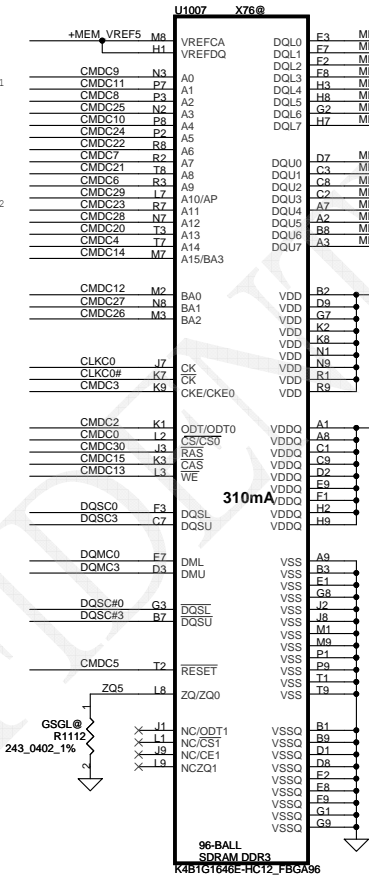 U1007 X76@
+MEM_VREF5 M8 VREFCA DQL0 E3
H1 VREFDQ DQL1 F7
DQL2 F2
CMDC9 N3 A0 DQL3 F8
CMDC11 P7 A1 DQL4 H3
CMDC8 P3 A2 DQL5 H8
CMDC25 N2 A3 DQL6 G2
CMDC10 P8 A4 DQL7 H7
CMDC24 P2 A5
CMDC22 R8 A6
CMDC7 R2 A7 DQU0 D7
CMDC21 T8 A8 DQU1 C3
CMDC6 R3 A9 DQU2 C8
CMDC29 L7 A10/AP DQU3 C2
CMDC23 R7 A11 DQU4 A7
CMDC28 N7 A12 DQU5 A2
CMDC20 T3 A13 DQU6 B8
CMDC4 T7 A14 DQU7 A3
CMDC14 M7 A15/BA3
CMDC12 M2 BA0 VDD B2
CMDC27 N8 BA1 VDD D9
CMDC26 M3 BA2 VDD G7
VDD K2
VDD K8
VDD N1
CLKC0 J7 CK VDD N9
CLKC0# K7 CK VDD R1
CMDC3 K9 CKE/CKE0 VDD R9
CMDC2 K1 ODT/ODT0 VDDQ A1
CMDC0 L2 CS/CS0 VDDQ A8
CMDC30 J3 RAS VDDQ C1
CMDC15 K3 CAS VDDQ C9
CMDC13 L3 WE VDDQ D2
VDDQ E9
310mA VDDQ F1
DQSC0 F3 DQSL VDDQ H2
DQSC3 C7 DQSU VDDQ H9
DQMC0 E7 DML VSS A9
DQMC3 D3 DMU VSS B3
VSS E1
VSS G8
DQSC#0 G3 DQSL VSS J2
DQSC#3 B7 DQSU VSS J8
VSS M1
VSS M9
VSS P1
CMDC5 T2 RESET VSS P9
VSS T1
ZQ5 L8 ZQ/ZQ0 VSS T9
GSGL@
R1112
243_0402_1%
1
2
J1 NC/ODT1 VSSQ B1
L1 NC/CS1 VSSQ B9
J9 NC/CE1 VSSQ D1
L9 NCZQ1 VSSQ D8
VSSQ E2
VSSQ E8
VSSQ F9
VSSQ G1
VSSQ G9
96-BALL
SDRAM DDR3
K4B1G1646E-HC12_FBGA96